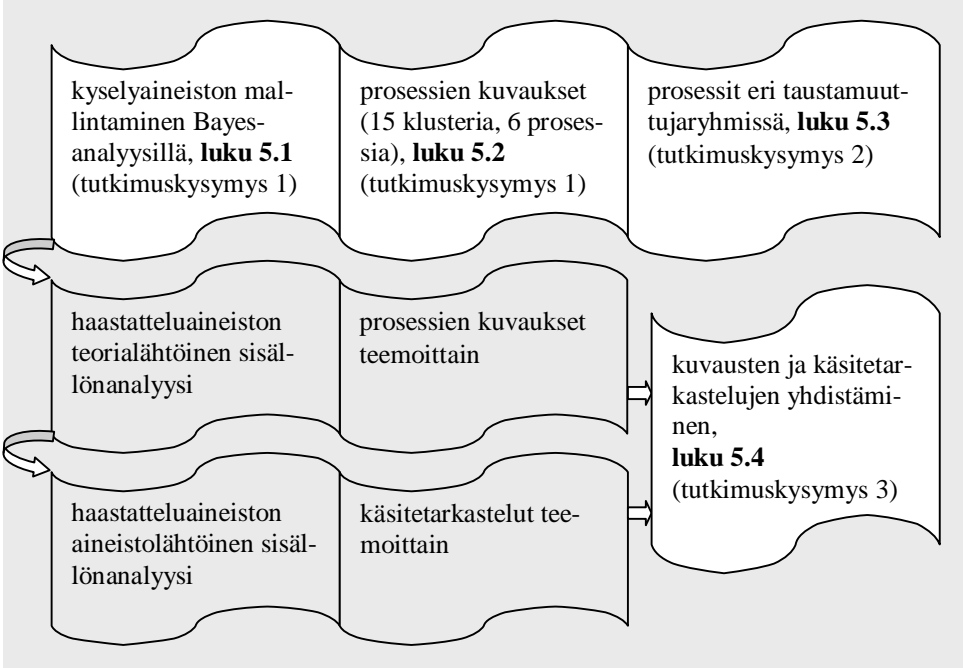 kyselyaineiston mal-
lintaminen Bayes-
analyysillä, luku 5.1
(tutkimuskysymys 1)
prosessien kuvaukset
(15 klusteria, 6 proses-
sia), luku 5.2
(tutkimuskysymys 1)
prosessit eri taustamuut-
tujaryhmissä, luku 5.3
(tutkimuskysymys 2)
haastatteluaineiston
teorialähtöinen sisäl-
lönanalyysi
prosessien kuvaukset
teemoittain
kuvausten ja käsitetar-
kastelujen yhdistämi-
nen,
luku 5.4
(tutkimuskysymys 3)
haastatteluaineiston
aineistolähtöinen sisäl-
lönanalyysi
käsitetarkastelut tee-
moittain